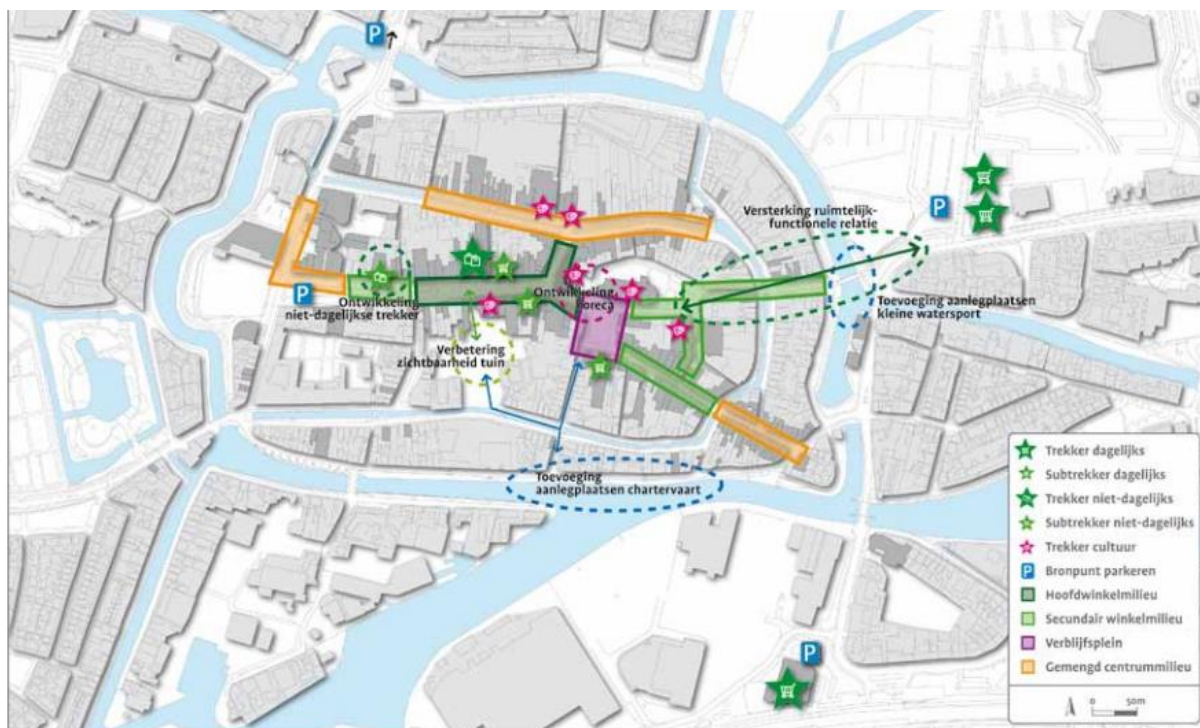 P
Versterking ruimtelijk-
functionele relatie
P
P
Ontwikkeling
niet-dagelijkse trekker
Ontwikkeling
horeca
Toevoeging aanlegplaatsen
kleine watersport
Verbetering
zichtbaarheid tuin
Toevoeging
aanlegplaatsen chartervaart
P
Trekker dagelijks
Subtrekker dagelijks
Trekker niet-dagelijks
Subtrekker niet-dagelijks
Trekker cultuur
P Bronpunt parkeren
Hoofdwinkelmilieu
Secundair winkelmilieu
Verblijfsplein
Gemengd centrummilieu
0 50m